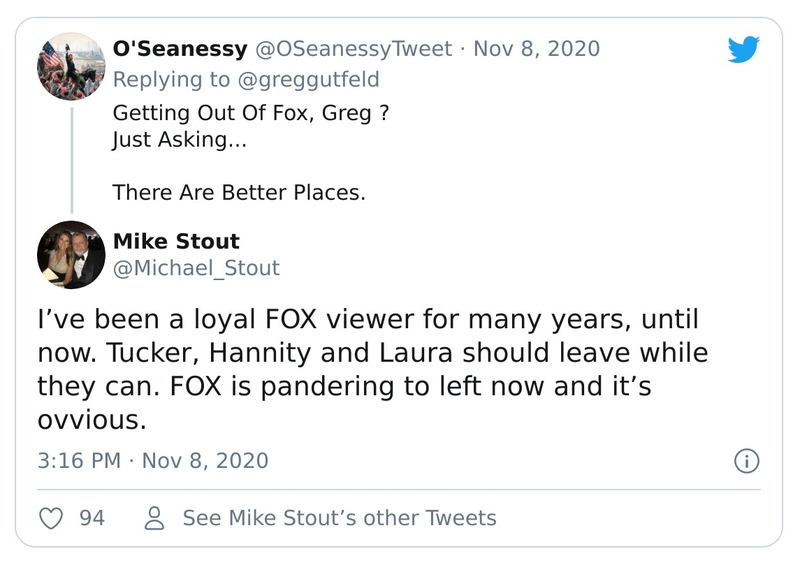 O'Seanessy @OSeanessyTweet · Nov 8, 2020
Replying to @greggutfeld
Getting Out Of Fox, Greg ?
Just Asking...
There Are Better Places.
Mike Stout
@Michael_Stout
I’ve been a loyal FOX viewer for many years, until
now. Tucker, Hannity and Laura should leave while
they can. FOX is pandering to left now and it’s
ovvious.
3:16 PM · Nov 8, 2020
94 See Mike Stout’s other Tweets